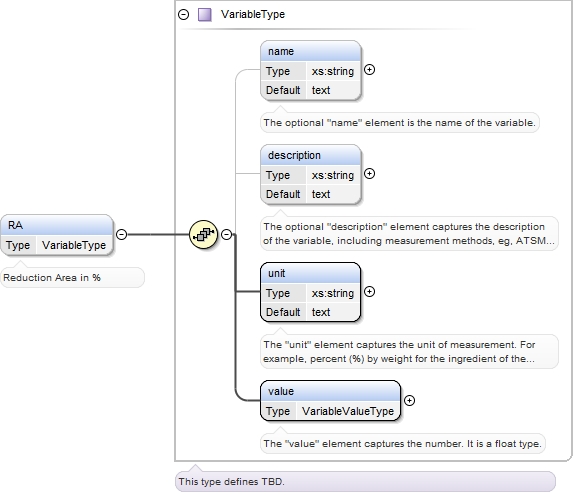 VariableType
name
Type xs:string
Default text
The optional "name" element is the name of the variable.
description
Type xs:string
Default text
The optional "description" element captures the description
of the variable, including measurement methods, eg, ATSM...
RA
Type VariableType
Reduction Area in %
unit
Type xs:string
Default text
The "unit" element captures the unit of measurement. For
example, percent (%) by weight for the ingredient of the...
value
Type VariableValueType
The "value" element captures the number. It is a float type.
This type defines TBD.